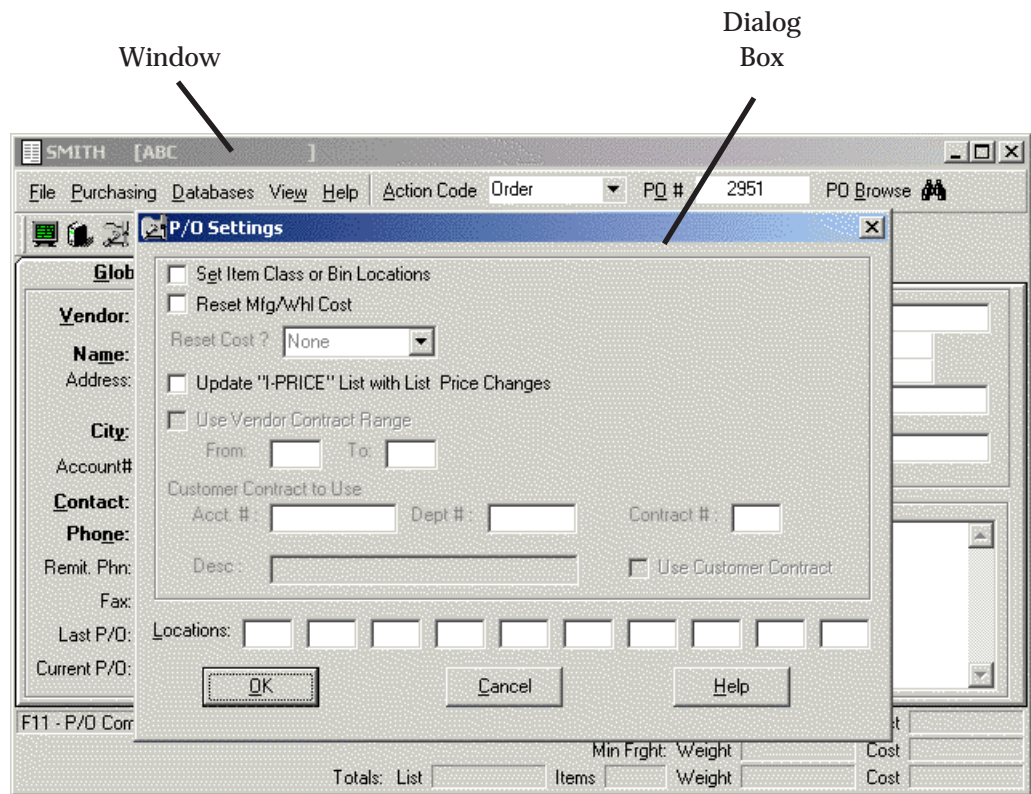 Dialog
Box
Window
SMITH [ABC ]
File Purchasing Databases View Help Action Code Order PO # 2951 PO Browse
P/O Settings
Glob
Set Item Class or Bin Locations
Reset Mfg/Whl Cost
Vendor:
Reset Cost ? None
Name:
Address:
Update "I-PRICE" List with List Price Changes
Use Vendor Contract Range
City:
From: To:
Account#
Customer Contract to Use
Contact:
Acct. #: Dept #: Contract #:
Phone:
Remit. Phn:
Desc: Use Customer Contract
Fax:
Last P/O:
Locations:
Current P/O:
OK Cancel Help
F11 - P/O Com
Min Frght: Weight Cost
Totals: List Items Weight Cost